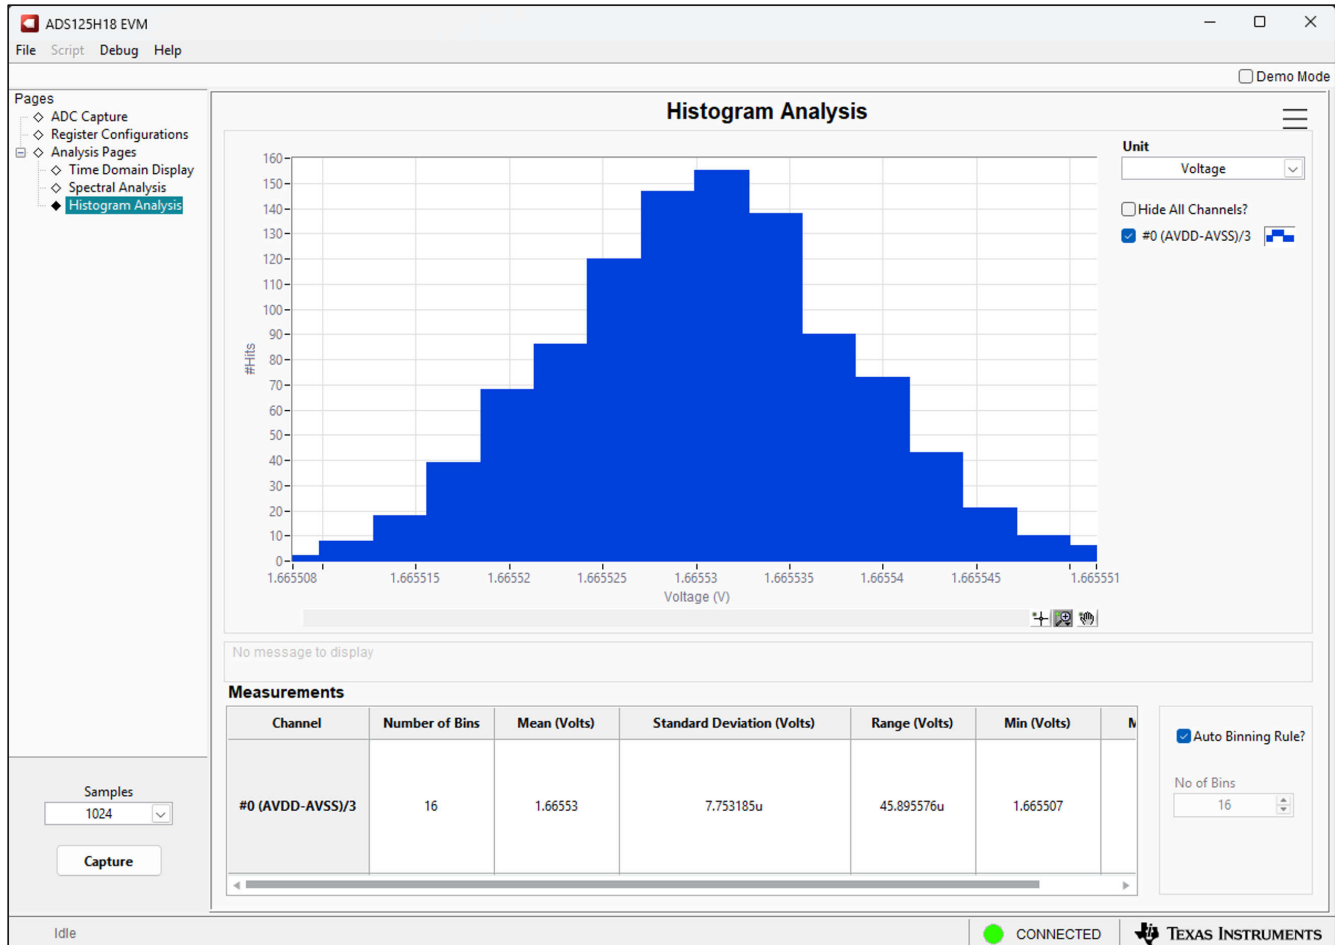 ADS125H18 EVM
File Script Debug Help
Demo Mode
Pages
ADC Capture
Register Configurations
Analysis Pages
Time Domain Display
Spectral Analysis
Histogram Analysis
Samples
1024
Capture
Histogram Analysis
160
150
140
130
120
110
100
90
80
70
60
50
40
30
20
10
0
#Hits
1.665508 1.665515 1.66552 1.665525 1.66553 1.665535 1.66554 1.665545 1.665551
Voltage (V)
Unit
Voltage
Hide All Channels?
#0 (AVDD-AVSS)/3
No message to display
Measurements
Channel Number of Bins Mean (Volts) Standard Deviation (Volts) Range (Volts) Min (Volts)
#0 (AVDD-AVSS)/3 16 1.66553 7.753185u 45.895576u 1.665507
Auto Binning Rule?
No of Bins
16
Idle
CONNECTED
TEXAS INSTRUMENTS